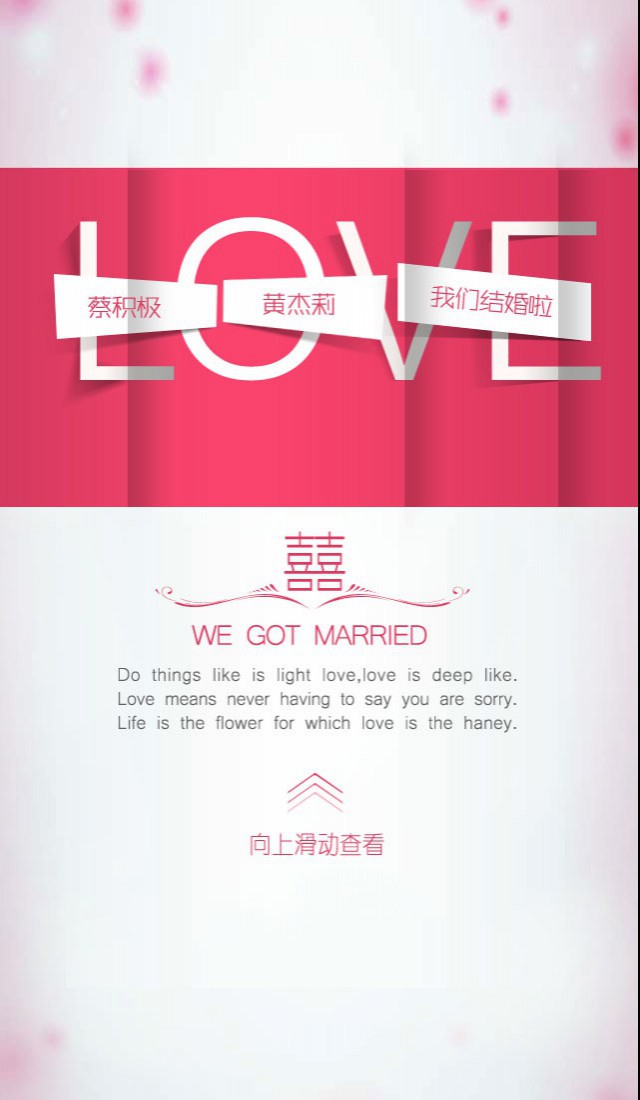 LOVE
蔡积极
黄杰莉
我们结婚啦
囍
WE GOT MARRIED
Do things like is light love,love is deep like.
Love means never having to say you are sorry.
Life is the flower for which love is the haney.
向上滑动查看